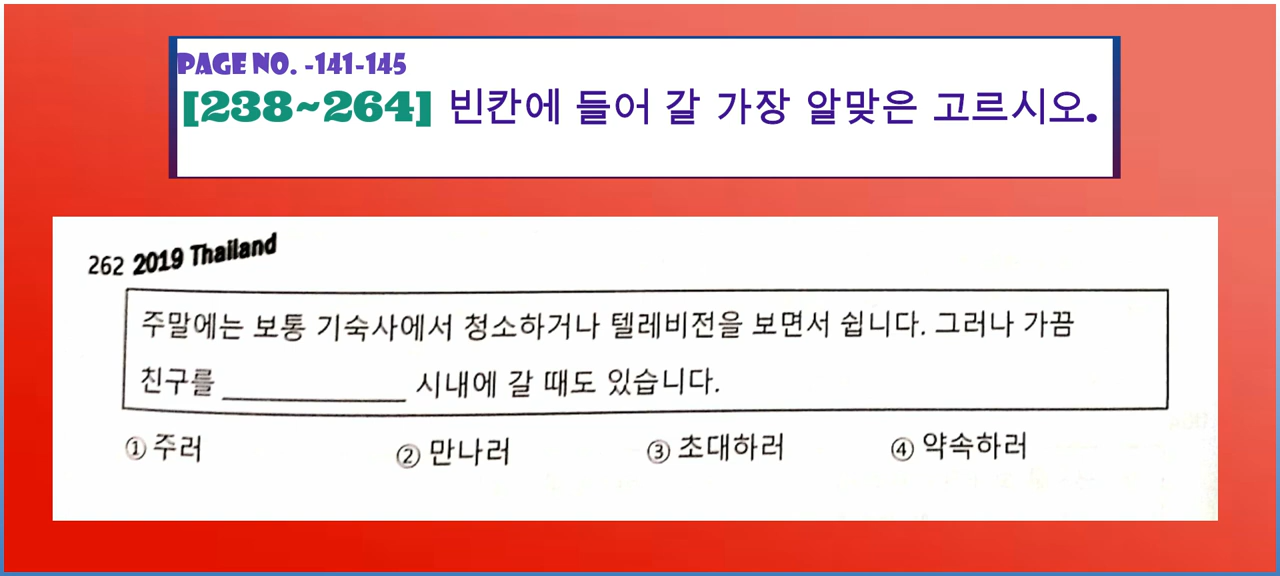 PAGE NO. -141-145
[238~264] 빈칸에 들어 갈 가장 알맞은 고르시오.
262 2019 Thailand
주말에는 보통 기숙사에서 청소하거나 텔레비전을 보면서 쉽니다. 그러나 가끔
친구를 ______________ 시내에 갈 때도 있습니다.
① 주러 ② 만나러 ③ 초대하러 ④ 약속하러